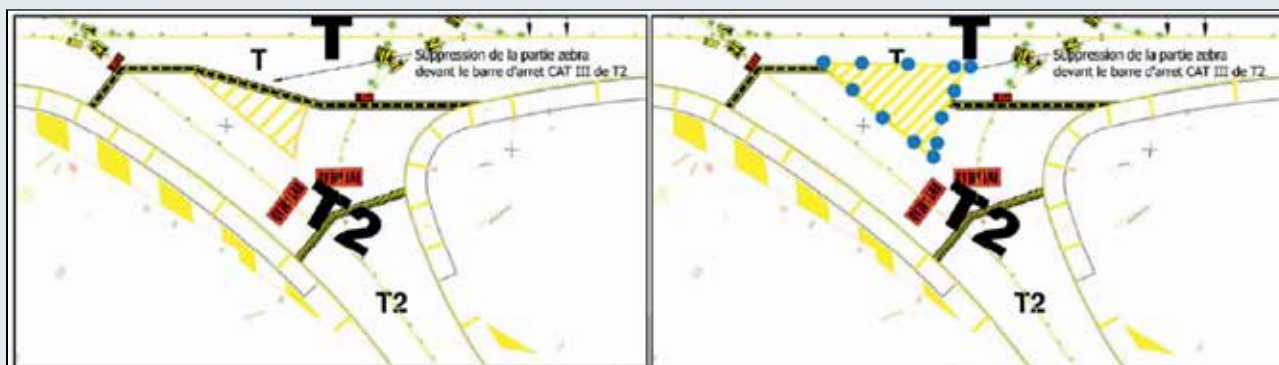 T
T
Suppression de la partie zebra
devant le barre d'arret CAT III de T2
T2
T2
T
T
Suppression de la partie zebra
devant le barre d'arret CAT III de T2
T2
T2